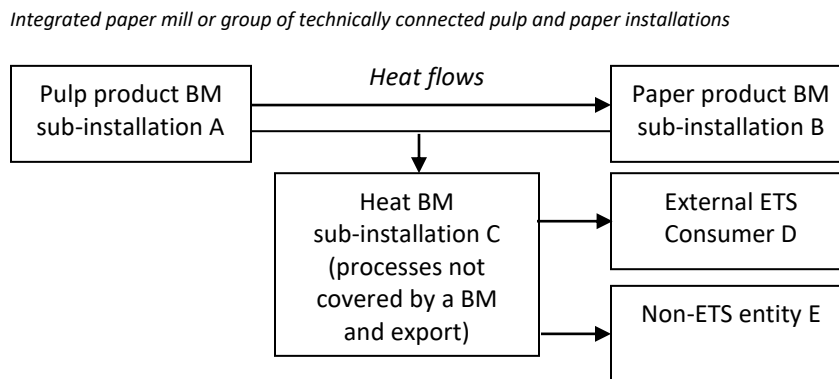 Integrated paper mill or group of technically connected pulp and paper installations
Heat flows
Pulp product BM
sub-installation A
Paper product BM
sub-installation B
Heat BM
sub-installation C
(processes not
covered by a BM
and export)
External ETS
Consumer D
Non-ETS entity E